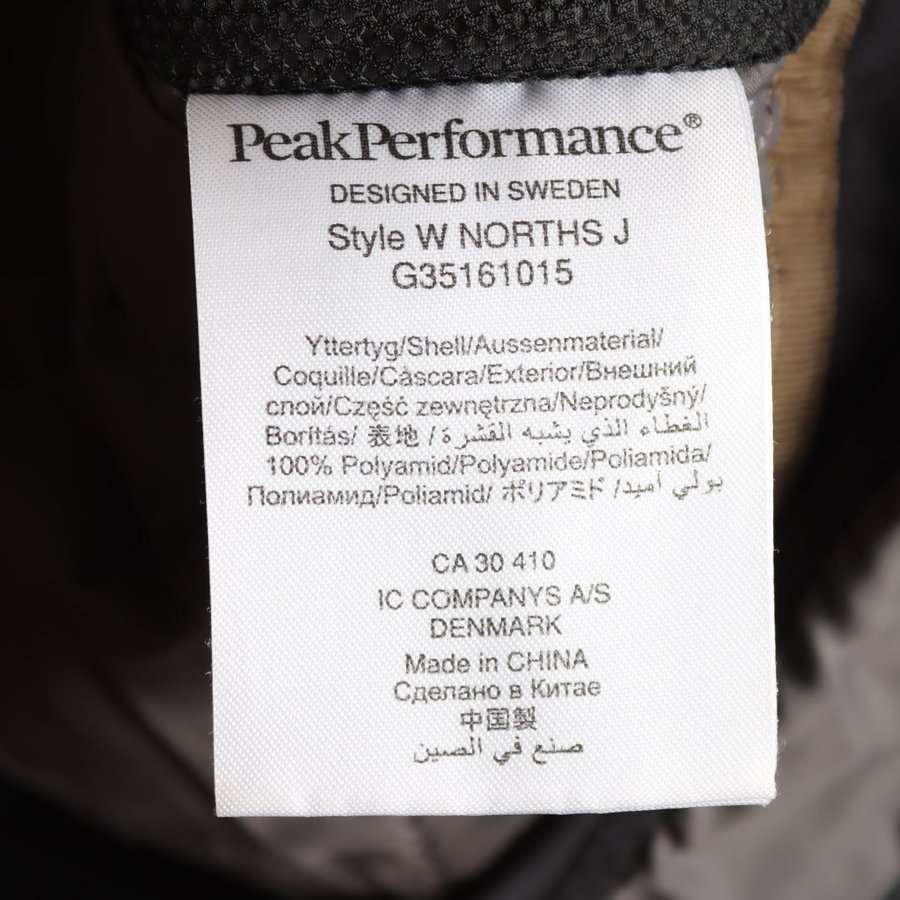 PeakPerformance®
DESIGNED IN SWEDEN
Style W NORTHS J
G35161015
Yttertyg/Shell/Aussenmaterial/
Coquille/Cáscara/Exterior/Внешний
слой/Część zewnętrzna/Neprodyšný/
Borítás/ 表地 / الغطاء الذي يشبه القشرة
100% Polyamid/Polyamide/Poliamida/
Полиамид/Poliamid/ ポリアミド / بولي أميد
CA 30 410
IC COMPANYS A/S
DENMARK
Made in CHINA
Сделано в Китае
中国製
صنع في الصين